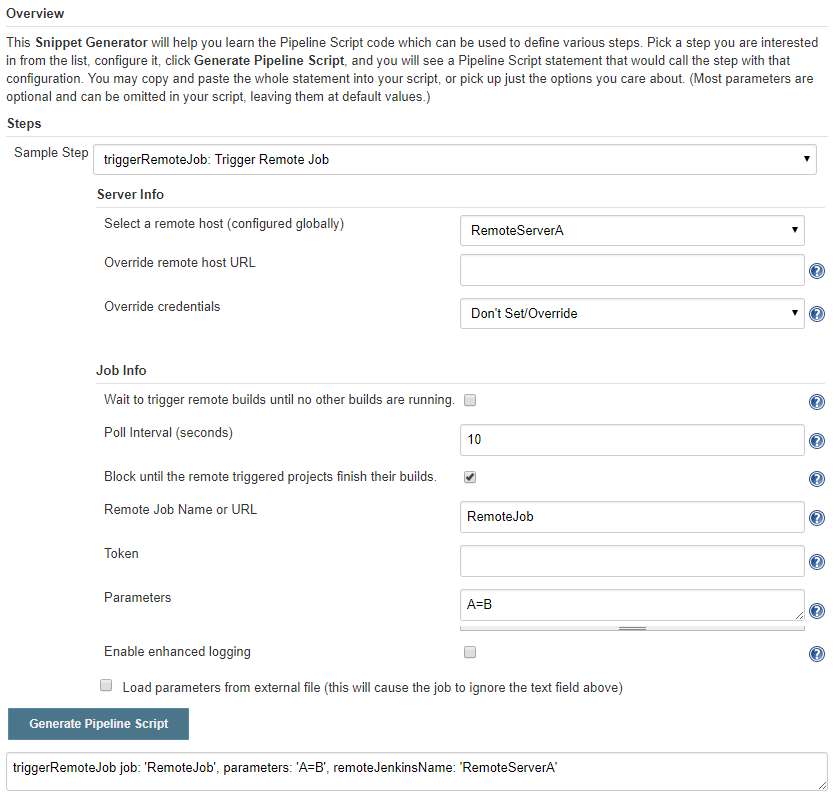 Overview
This Snippet Generator will help you learn the Pipeline Script code which can be used to define various steps. Pick a step you are interested
in from the list, configure it, click Generate Pipeline Script, and you will see a Pipeline Script statement that would call the step with that
configuration. You may copy and paste the whole statement into your script, or pick up just the options you care about. (Most parameters are
optional and can be omitted in your script, leaving them at default values.)
Steps
Sample Step triggerRemoteJob: Trigger Remote Job
Server Info
Select a remote host (configured globally) RemoteServerA
Override remote host URL
Override credentials Don't Set/Override
Job Info
Wait to trigger remote builds until no other builds are running.
Poll Interval (seconds) 10
Block until the remote triggered projects finish their builds.
Remote Job Name or URL RemoteJob
Token
Parameters A=B
Enable enhanced logging
Load parameters from external file (this will cause the job to ignore the text field above)
Generate Pipeline Script
triggerRemoteJob job: 'RemoteJob', parameters: 'A=B', remoteJenkinsName: 'RemoteServerA'